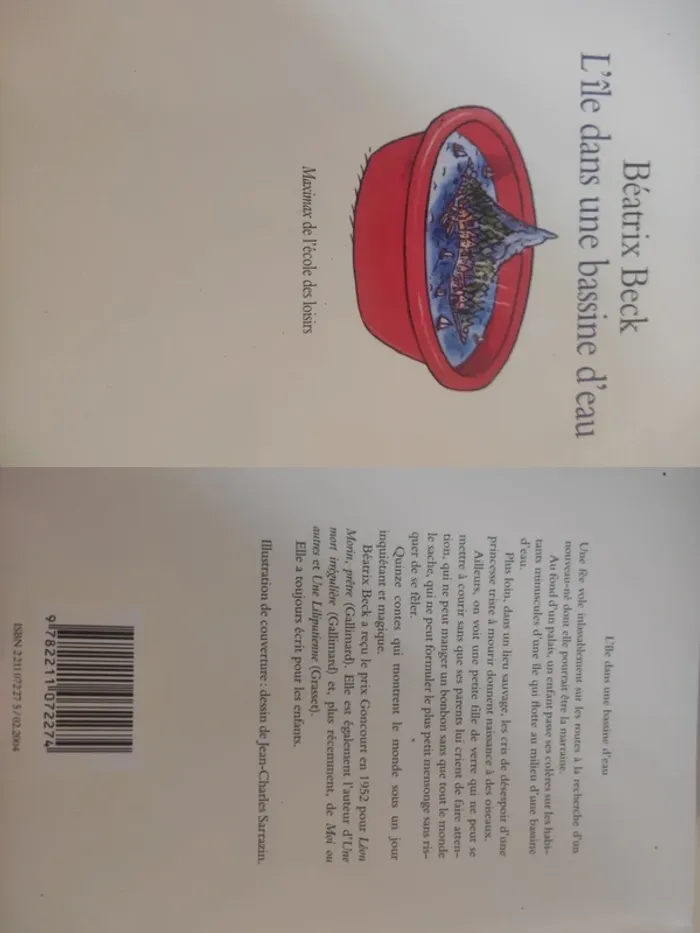 Béatrix Beck
L'île dans une bassine d'eau
Maximax de l'école des loisirs
L'île dans une bassine d'eau
Une fée vole inlassablement sur les routes à la recherche d'un
nouveau-né dont elle pourrait être la marraine.
Au fond d'un palais, un enfant passe ses colères sur les habi-
tants minuscules d'une île qui flotte au milieu d'une bassine
d'eau.
Plus loin, dans un lieu sauvage, les cris de désespoir d'une
princesse triste à mourir donnent naissance à des oiseaux.
Ailleurs, on voit une petite fille de verre qui ne peut se
mettre à courir sans que ses parents lui crient de faire atten-
tion, qui ne peut manger un bonbon sans que tout le monde
le sache, qui ne peut formuler le plus petit mensonge sans ris-
quer de se fêler.
Quinze contes qui montrent le monde sous un jour
inquiétant et magique.
Béatrix Beck a reçu le prix Goncourt en 1952 pour Léon
Morin, prêtre (Gallimard). Elle est également l'auteur d'Une
mort irrégulière (Gallimard) et, plus récemment, de Moi ou
autres et Une Lilliputienne (Grasset).
Elle a toujours écrit pour les enfants.
Illustration de couverture : dessin de Jean-Charles Sarrazin.
9782211072274
ISBN 2 211 072 27 5 / 02.2004